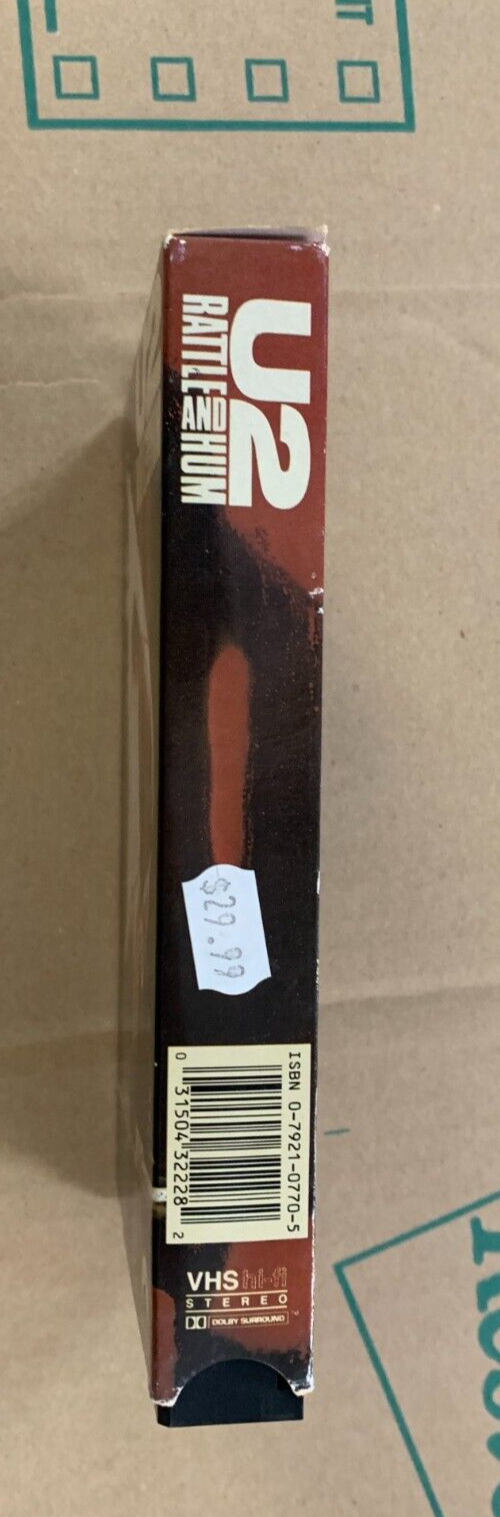 U2
RATTLE AND HUM
$29.99
ISBN 0-7921-0770-5
0 31504 32228 2
VHS hi-fi
STEREO
DOLBY SURROUND™